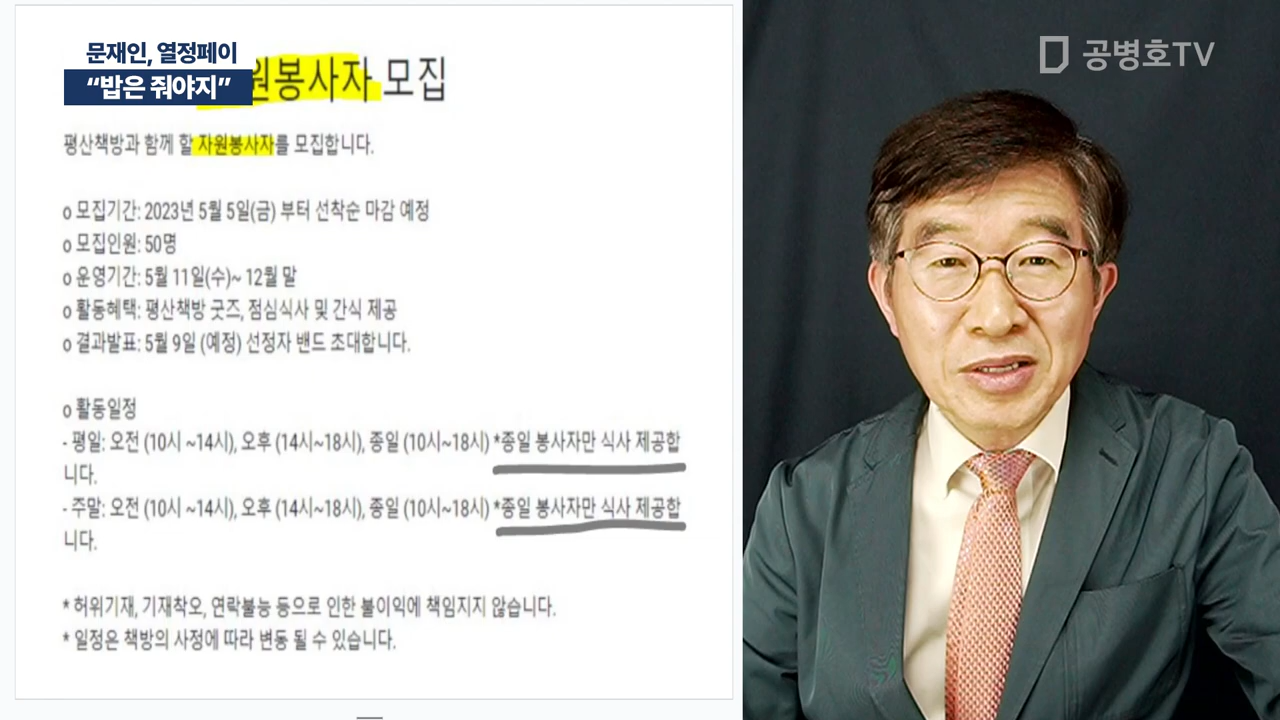 문재인, 열정페이
“밥은 줘야지”
원봉사자 모집
공병호TV
평산책방과 함께 할 자원봉사자를 모집합니다.
o 모집기간: 2023년 5월 5일(금) 부터 선착순 마감 예정
o 모집인원: 50명
o 운영기간: 5월 11일(수)~ 12월 말
o 활동혜택: 평산책방 굿즈, 점심식사 및 간식 제공
o 결과발표: 5월 9일 (예정) 선정자 밴드 초대합니다.
o 활동일정
- 평일: 오전 (10시 ~14시), 오후 (14시~18시), 종일 (10시~18시) *종일 봉사자만 식사 제공합
니다.
- 주말: 오전 (10시 ~14시), 오후 (14시~18시), 종일 (10시~18시) *종일 봉사자만 식사 제공합
니다.
* 허위기재, 기재착오, 연락불능 등으로 인한 불이익에 책임지지 않습니다.
* 일정은 책방의 사정에 따라 변동 될 수 있습니다.